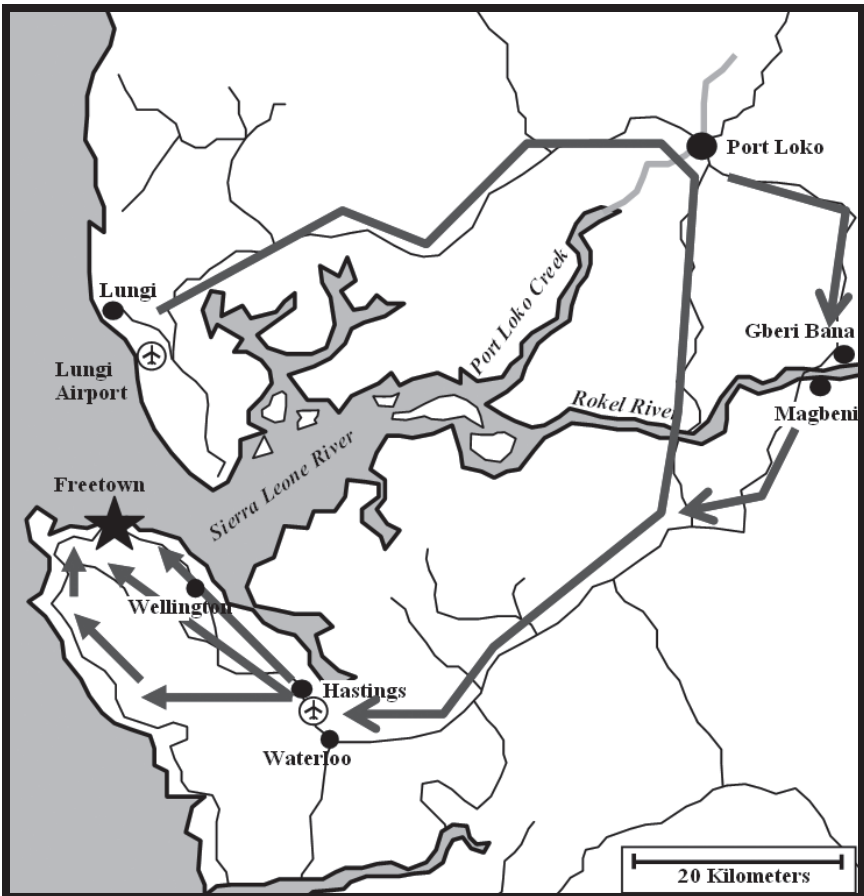 Port Loko
Lungi
Port Loko Creek
Gberi Bana
Lungi
Airport
Rokel River
Magbeni
Freetown
Sierra Leone River
Wellington
Hastings
Waterloo
20 Kilometers